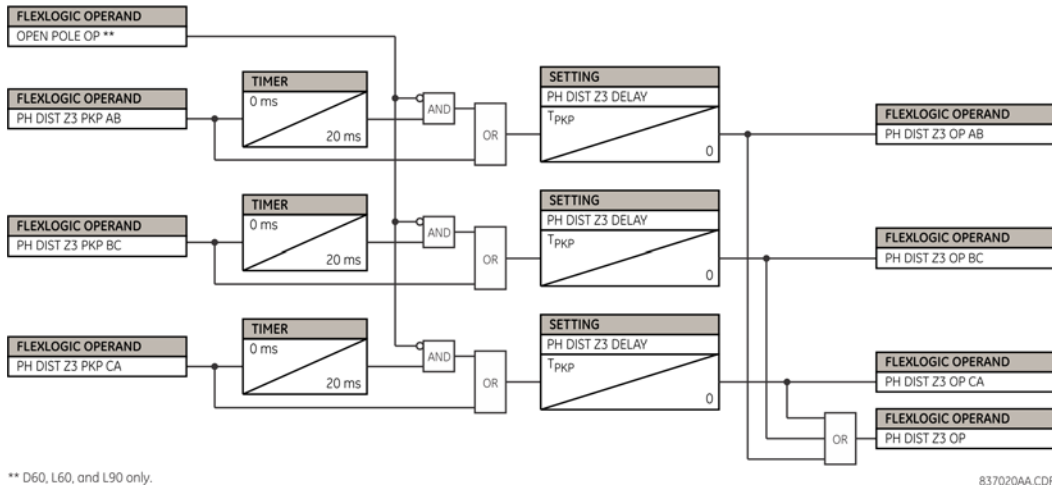 FLEXLOGIC OPERAND
OPEN POLE OP **
FLEXLOGIC OPERAND
PH DIST Z3 PKP AB
TIMER
0 ms
20 ms
AND
OR
SETTING
PH DIST Z3 DELAY
TPKP
0
FLEXLOGIC OPERAND
PH DIST Z3 OP AB
FLEXLOGIC OPERAND
PH DIST Z3 PKP BC
TIMER
0 ms
20 ms
AND
OR
SETTING
PH DIST Z3 DELAY
TPKP
0
FLEXLOGIC OPERAND
PH DIST Z3 OP BC
FLEXLOGIC OPERAND
PH DIST Z3 PKP CA
TIMER
0 ms
20 ms
AND
OR
SETTING
PH DIST Z3 DELAY
TPKP
0
FLEXLOGIC OPERAND
PH DIST Z3 OP CA
OR
FLEXLOGIC OPERAND
PH DIST Z3 OP
** D60, L60, and L90 only.
837020AA.CDR